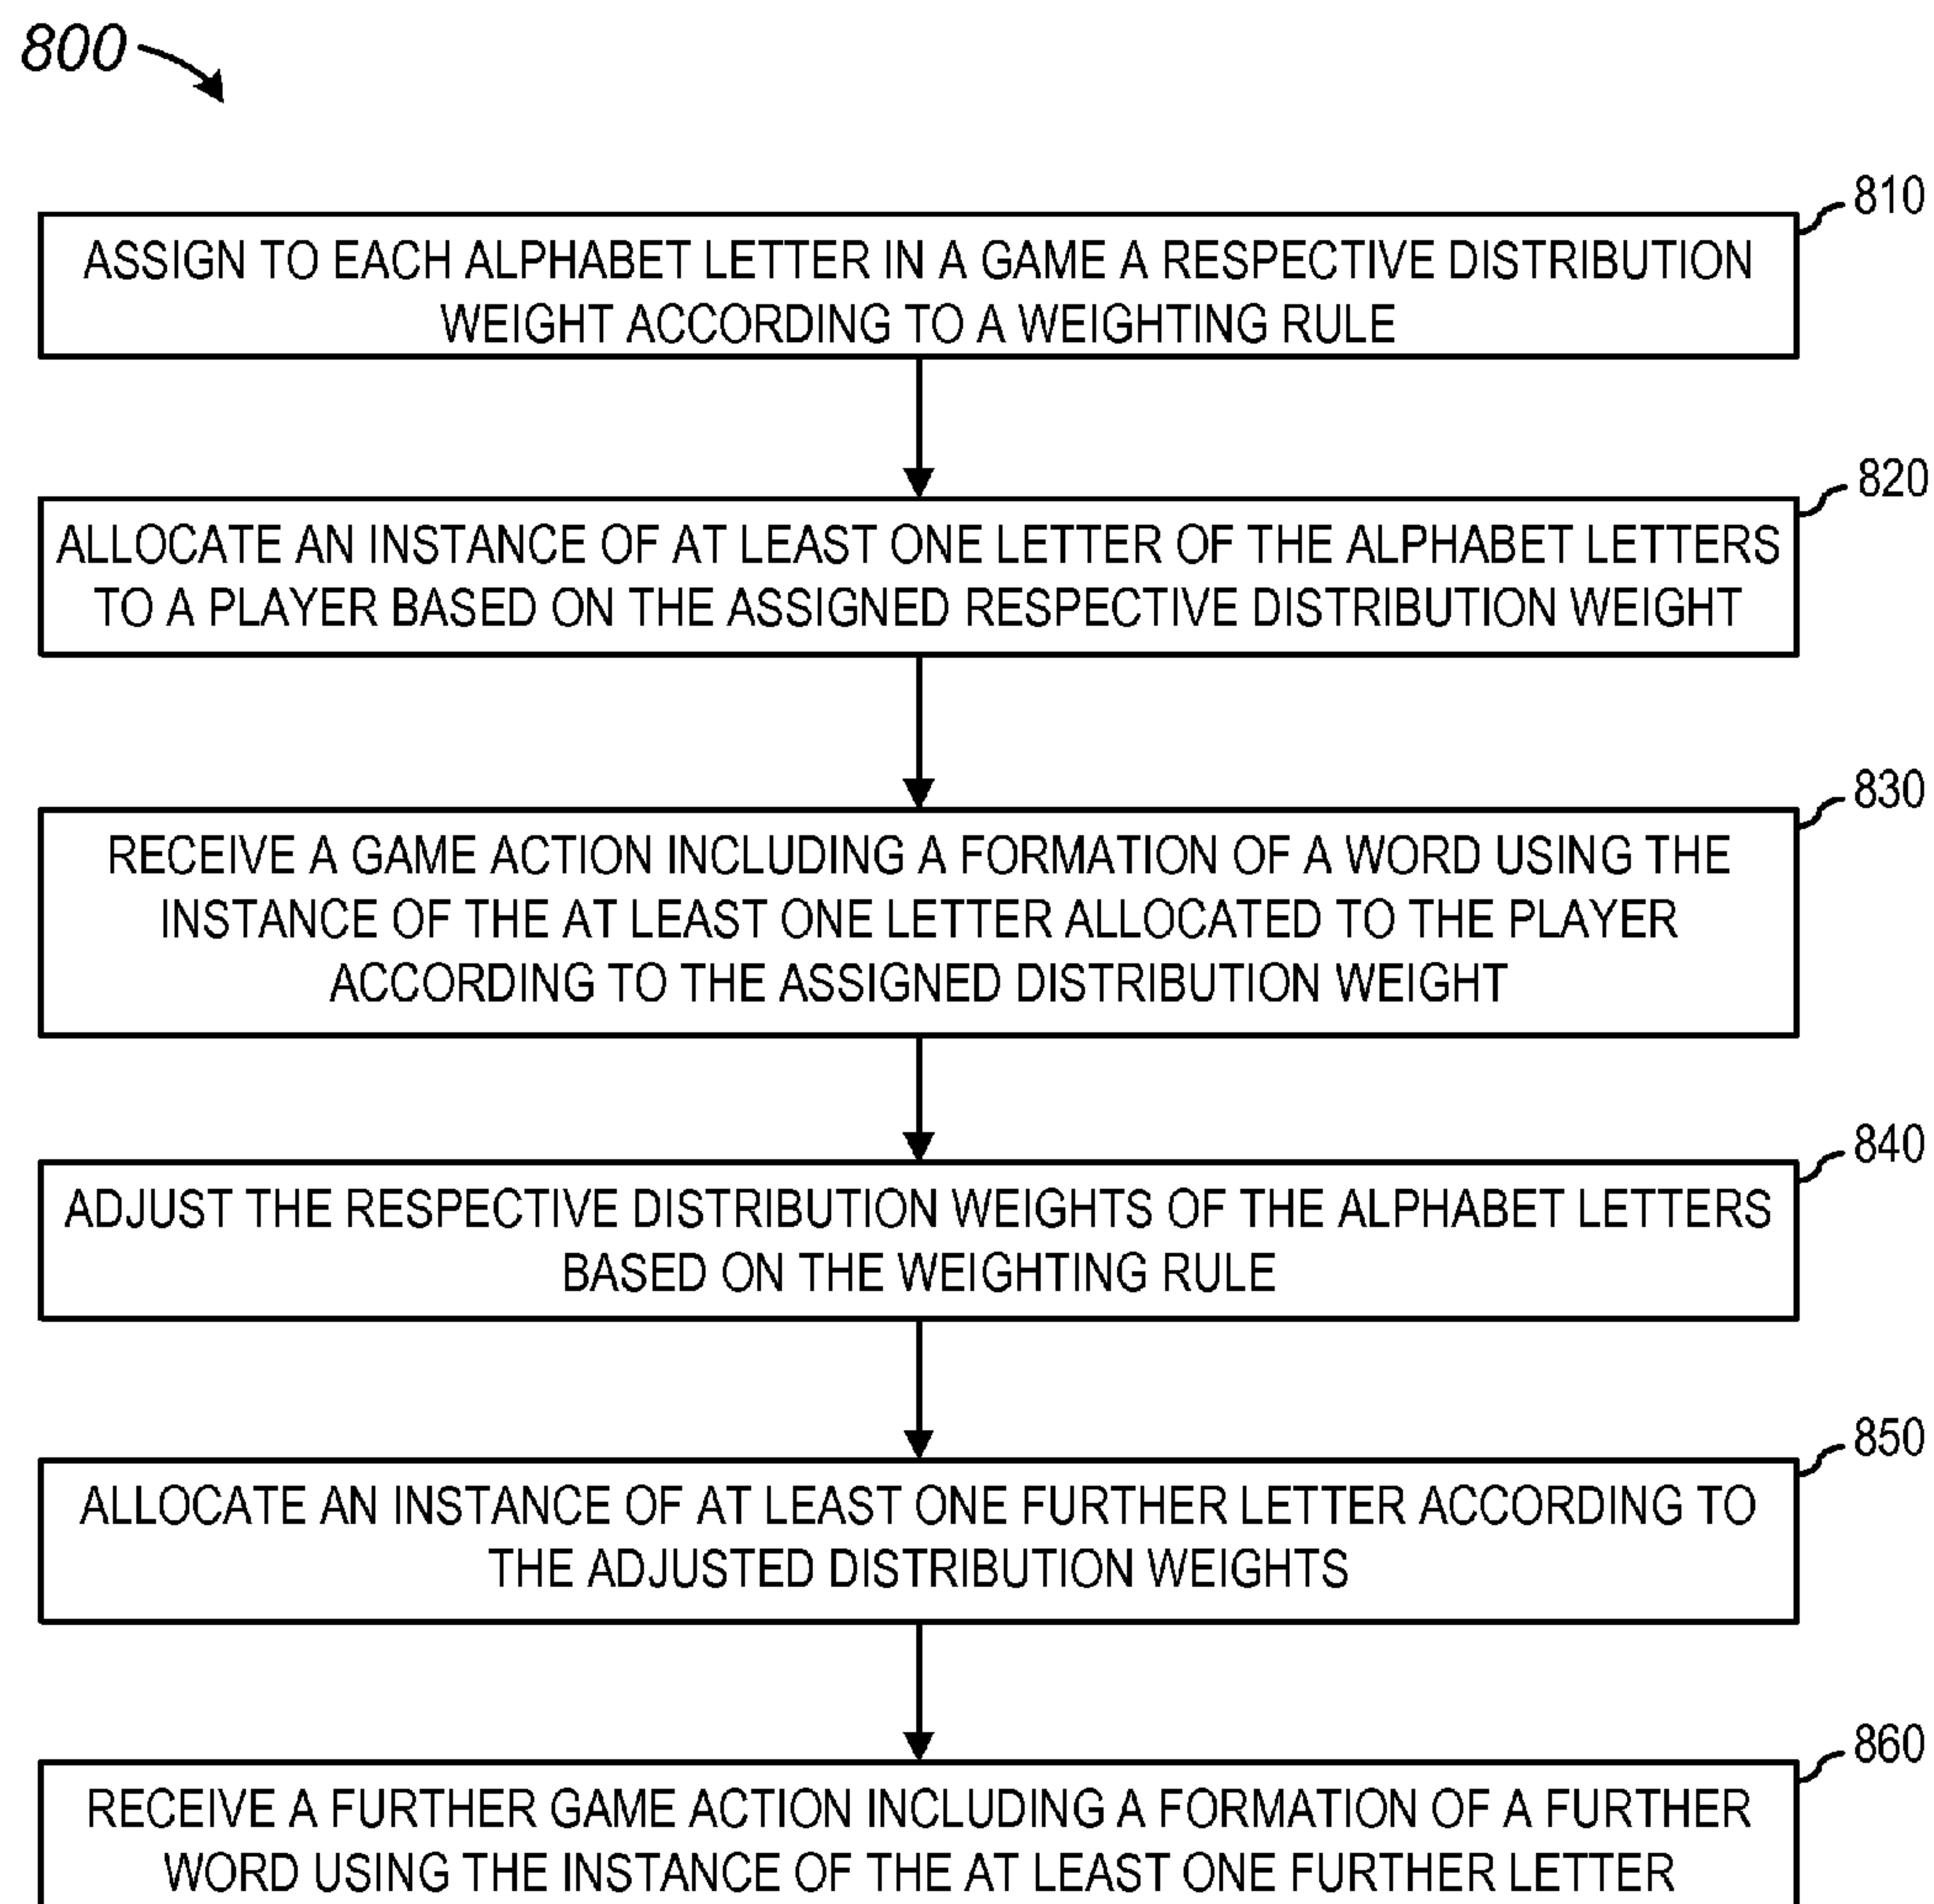 800
810
ASSIGN TO EACH ALPHABET LETTER IN A GAME A RESPECTIVE DISTRIBUTION
WEIGHT ACCORDING TO A WEIGHTING RULE
820
ALLOCATE AN INSTANCE OF AT LEAST ONE LETTER OF THE ALPHABET LETTERS
TO A PLAYER BASED ON THE ASSIGNED RESPECTIVE DISTRIBUTION WEIGHT
830
RECEIVE A GAME ACTION INCLUDING A FORMATION OF A WORD USING THE
INSTANCE OF THE AT LEAST ONE LETTER ALLOCATED TO THE PLAYER
ACCORDING TO THE ASSIGNED DISTRIBUTION WEIGHT
840
ADJUST THE RESPECTIVE DISTRIBUTION WEIGHTS OF THE ALPHABET LETTERS
BASED ON THE WEIGHTING RULE
850
ALLOCATE AN INSTANCE OF AT LEAST ONE FURTHER LETTER ACCORDING TO
THE ADJUSTED DISTRIBUTION WEIGHTS
860
RECEIVE A FURTHER GAME ACTION INCLUDING A FORMATION OF A FURTHER
WORD USING THE INSTANCE OF THE AT LEAST ONE FURTHER LETTER